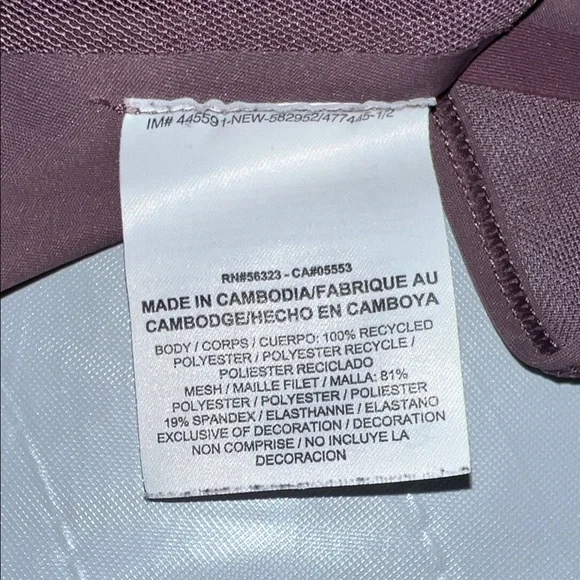 IM# 445591-NEW-582952/477445-1/2
RN#56323 - CA#05553
MADE IN CAMBODIA/FABRIQUE AU
CAMBODGE/HECHO EN CAMBOYA
BODY / CORPS / CUERPO: 100% RECYCLED
POLYESTER / POLYESTER RECYCLE /
POLIESTER RECICLADO
MESH / MAILLE FILET / MALLA: 81%
POLYESTER / POLYESTER / POLIESTER
19% SPANDEX / ELASTHANNE / ELASTANO
EXCLUSIVE OF DECORATION / DECORATION
NON COMPRISE / NO INCLUYE LA
DECORACION